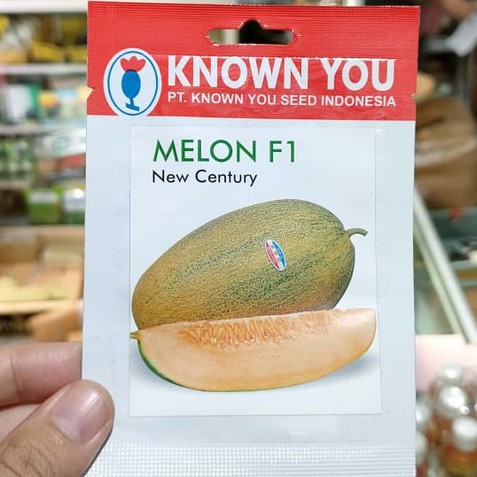 KNOWN YOU
PT. KNOWN YOU SEED INDONESIA
MELON F1
New Century